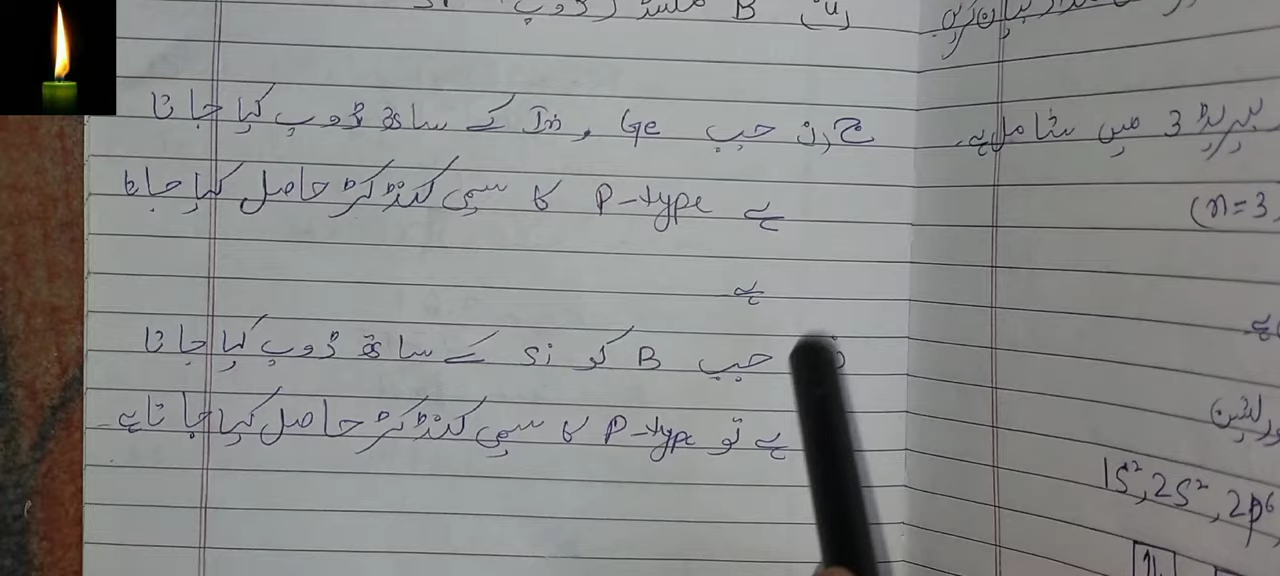 ج, ن جب In, Ge کے ساتھ ڈوپ کیا جاتا
ہے P-type کا سیمی کنڈکٹر حاصل کیا جاتا
ہے
جب B کو Si کے ساتھ ڈوپ کیا جاتا
ہے تو P-type کا سیمی کنڈکٹر حاصل کیا جاتا ہے۔
پیریڈ 3 میں شامل ہے۔
(n=3,
ہے
1S², 2S², 2p⁶